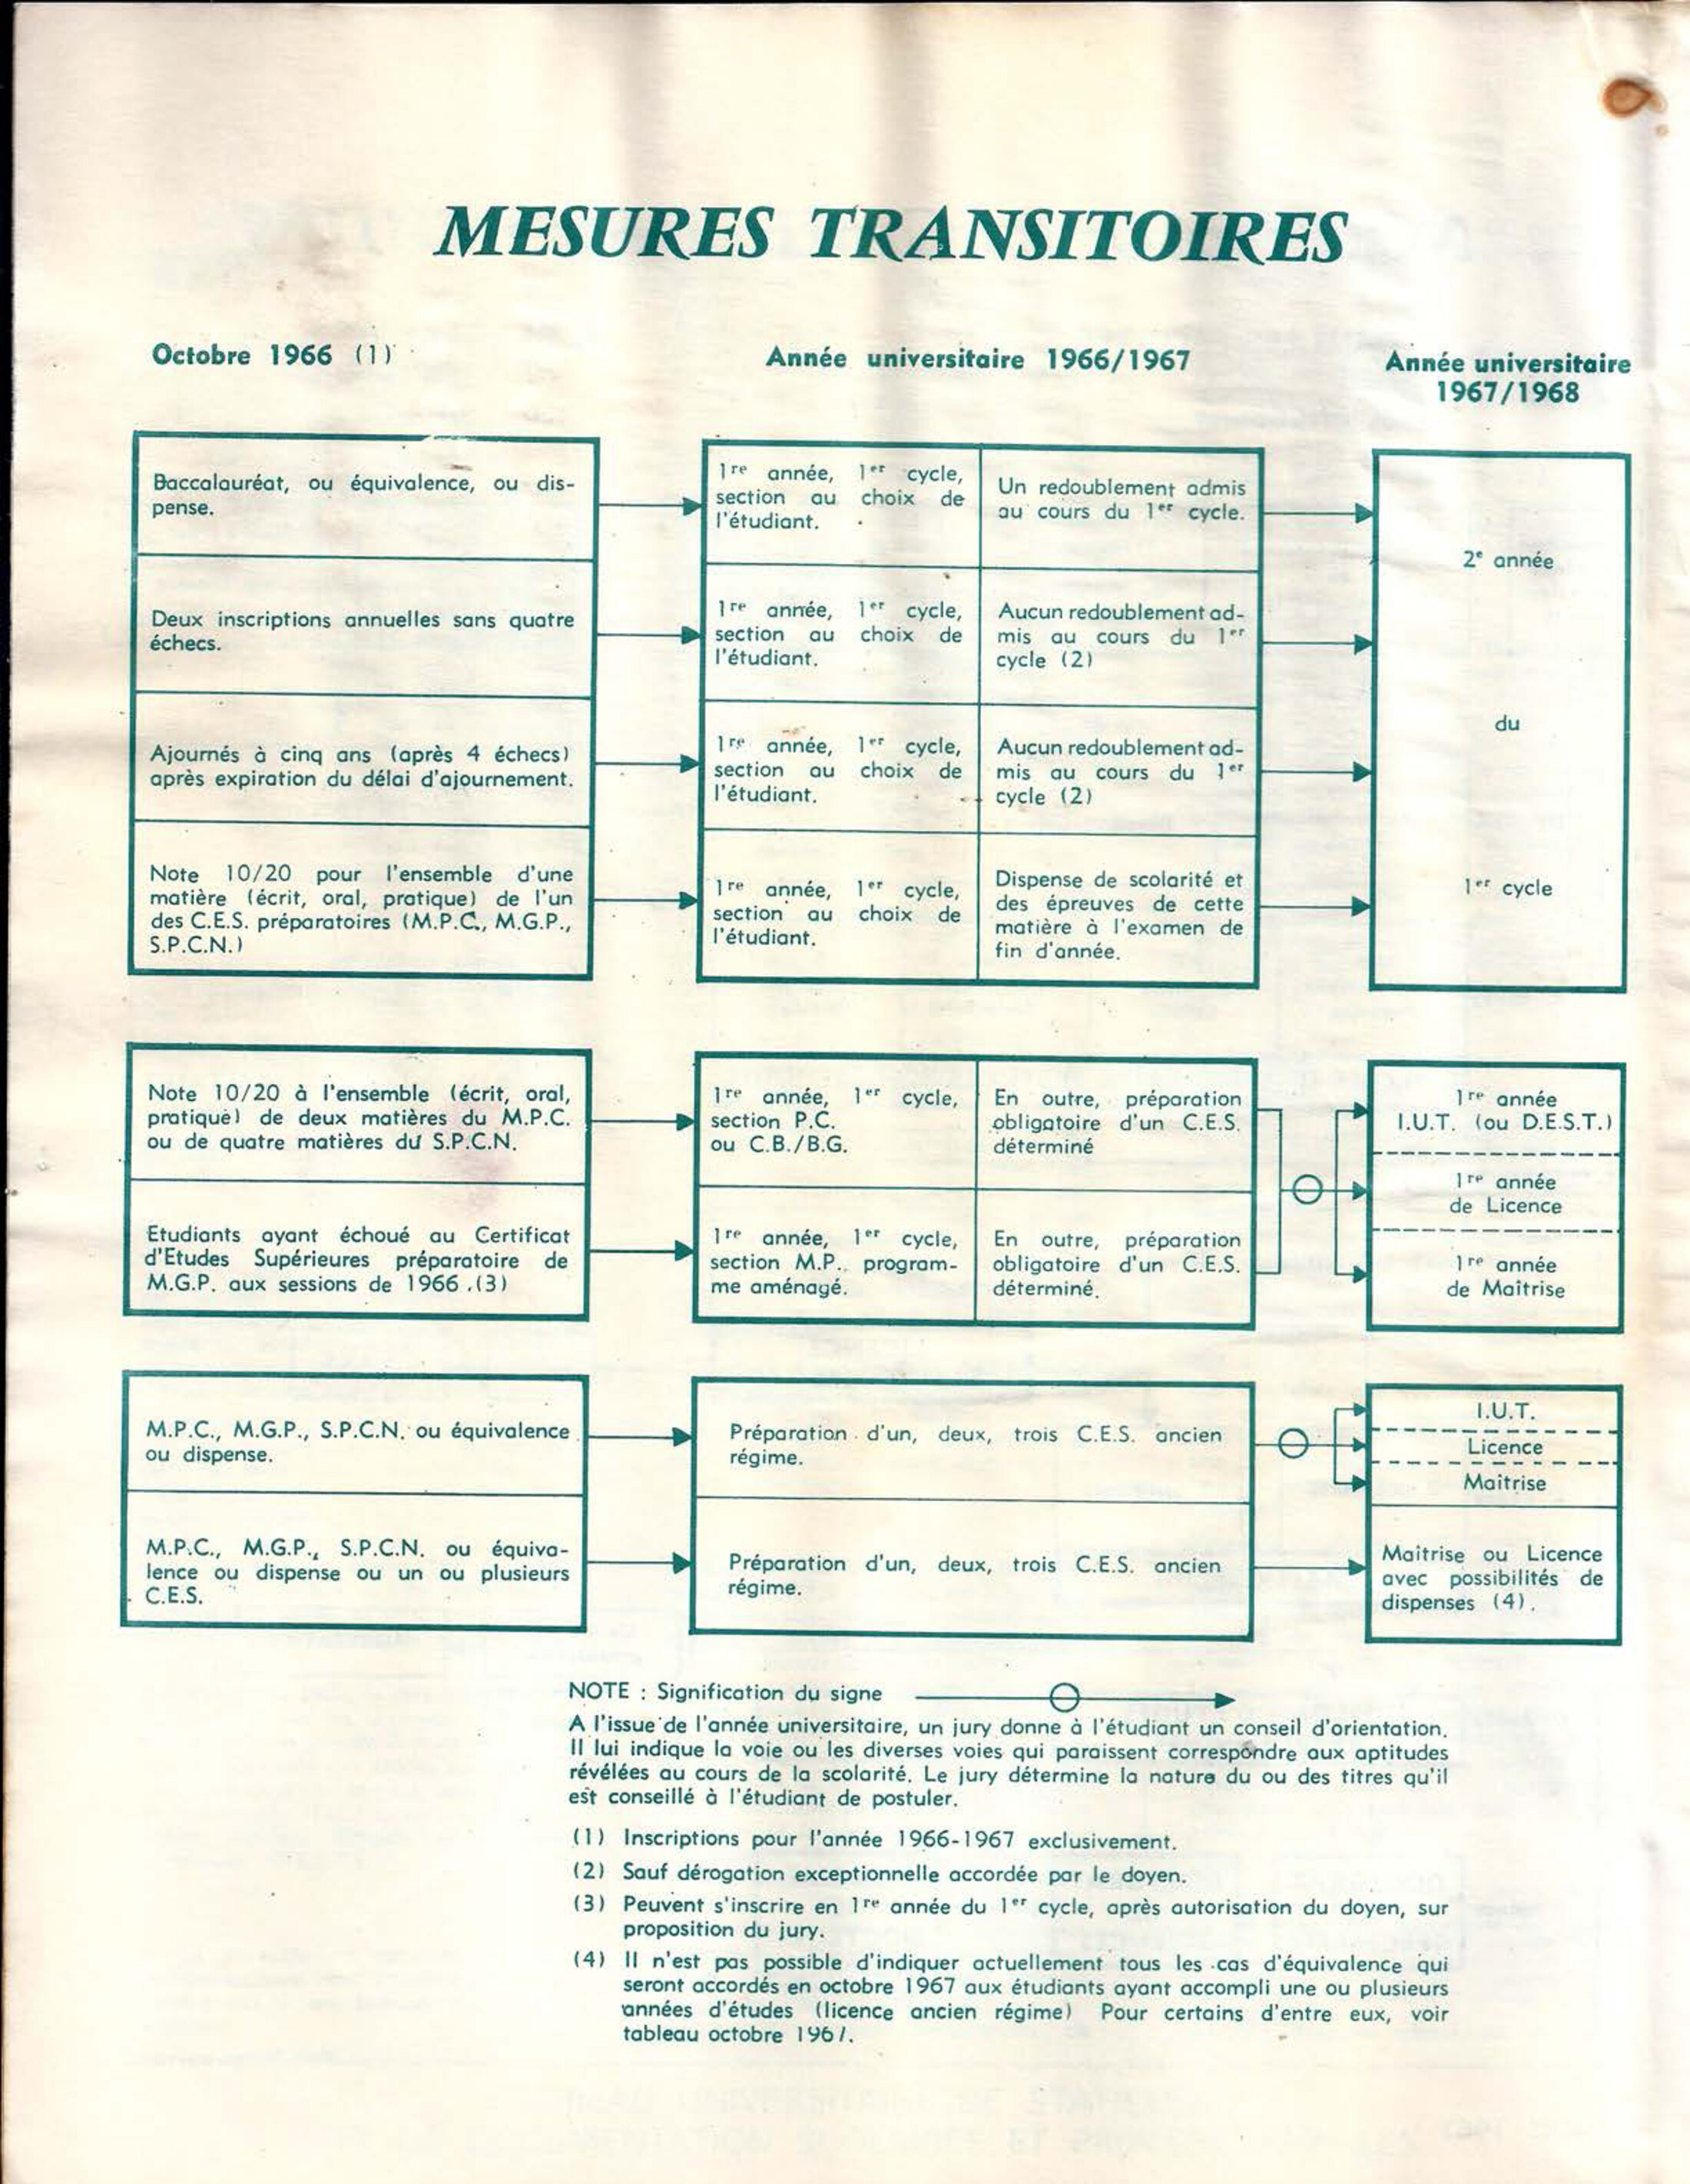 MESURES TRANSITOIRES
Octobre 1966 (1)
Année universitaire 1966/1967
Année universitaire
1967/1968
Baccalauréat, ou équivalence, ou dis-
pense.
1re année, 1er cycle,
section au choix de
l'étudiant.
Un redoublement admis
au cours du 1er cycle.
Deux inscriptions annuelles sans quatre
échecs.
1re année, 1er cycle,
section au choix de
l'étudiant.
Aucun redoublement ad-
mis au cours du 1er
cycle (2)
Ajournés à cinq ans (après 4 échecs)
après expiration du délai d'ajournement.
1re année, 1er cycle,
section au choix de
l'étudiant.
Aucun redoublement ad-
mis au cours du 1er
cycle (2)
Note 10/20 pour l'ensemble d'une
matière (écrit, oral, pratique) de l'un
des C.E.S. préparatoires (M.P.C., M.G.P.,
S.P.C.N.)
1re année, 1er cycle,
section au choix de
l'étudiant.
Dispense de scolarité et
des épreuves de cette
matière à l'examen de
fin d'année.
2e année
du
1er cycle
Note 10/20 à l'ensemble (écrit, oral,
pratique) de deux matières du M.P.C.
ou de quatre matières du S.P.C.N.
1re année, 1er cycle,
section P.C.
ou C.B./B.G.
En outre, préparation
obligatoire d'un C.E.S.
déterminé
Etudiants ayant échoué au Certificat
d'Etudes Supérieures préparatoire de
M.G.P. aux sessions de 1966.(3)
1re année, 1er cycle,
section M.P., program-
me aménagé.
En outre, préparation
obligatoire d'un C.E.S.
déterminé.
1re année
I.U.T. (ou D.E.S.T.)
1re année
de Licence
1re année
de Maîtrise
M.P.C., M.G.P., S.P.C.N. ou équivalence
ou dispense.
Préparation d'un, deux, trois C.E.S. ancien
régime.
I.U.T.
Licence
Maîtrise
M.P.C., M.G.P., S.P.C.N. ou équiva-
lence ou dispense ou un ou plusieurs
C.E.S.
Préparation d'un, deux, trois C.E.S. ancien
régime.
Maîtrise ou Licence
avec possibilités de
dispenses (4).
NOTE : Signification du signe
A l'issue de l'année universitaire, un jury donne à l'étudiant un conseil d'orientation.
Il lui indique la voie ou les diverses voies qui paraissent correspondre aux aptitudes
révélées au cours de la scolarité. Le jury détermine la nature du ou des titres qu'il
est conseillé à l'étudiant de postuler.
(1) Inscriptions pour l'année 1966-1967 exclusivement.
(2) Sauf dérogation exceptionnelle accordée par le doyen.
(3) Peuvent s'inscrire en 1re année du 1er cycle, après autorisation du doyen, sur
proposition du jury.
(4) Il n'est pas possible d'indiquer actuellement tous les cas d'équivalence qui
seront accordés en octobre 1967 aux étudiants ayant accompli une ou plusieurs
années d'études (licence ancien régime) Pour certains d'entre eux, voir
tableau octobre 1967.